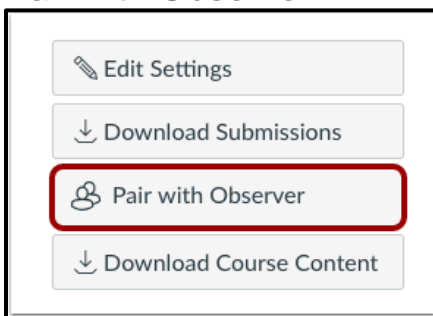 Edit Settings
Download Submissions
Pair with Observer
Download Course Content